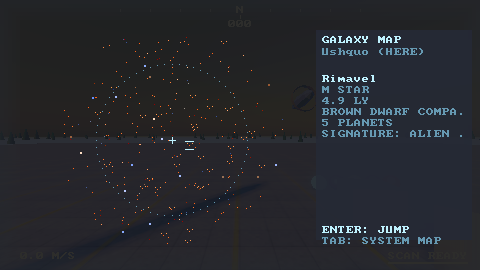 N
000
GALAXY MAP
Ushquo (HERE)
Rimavel
M STAR
4.9 LY
BROWN DWARF COMPA.
5 PLANETS
SIGNATURE: ALIEN .
ENTER: JUMP
TAB: SYSTEM MAP
M/S